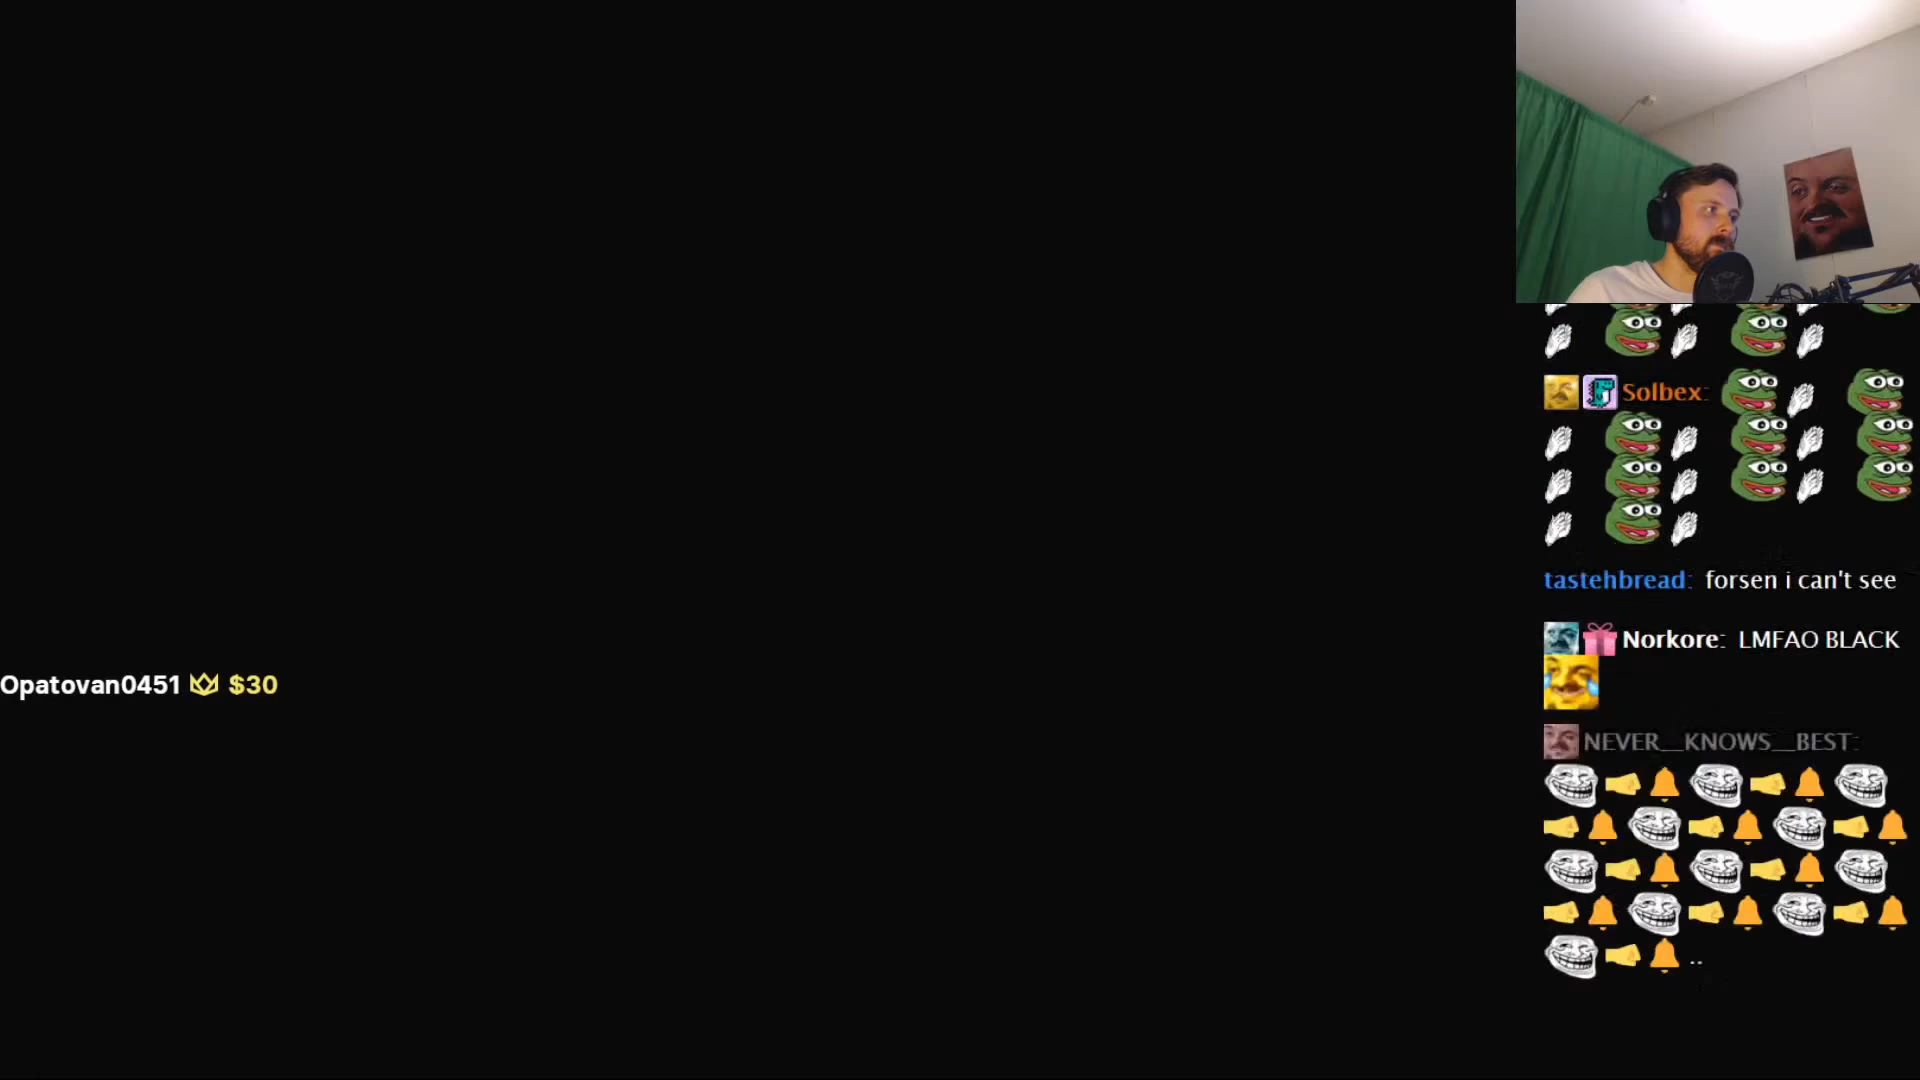 Solbex:
tastehbread: forsen i can't see
Norkore: LMFAO BLACK
Opatovan0451 $30
NEVER__KNOWS__BEST:
..